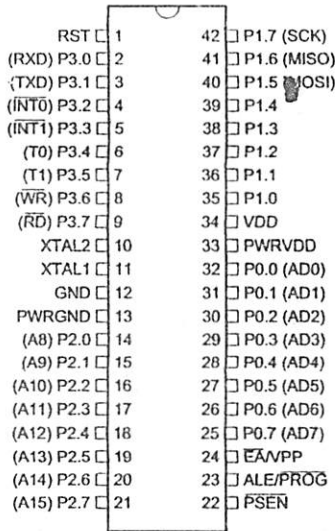 RST 1 42 P1.7 (SCK)
(RXD) P3.0 2 41 P1.6 (MISO)
(TXD) P3.1 3 40 P1.5 (MOSI)
(I̅N̅T̅0̅) P3.2 4 39 P1.4
(I̅N̅T̅1̅) P3.3 5 38 P1.3
(T0) P3.4 6 37 P1.2
(T1) P3.5 7 36 P1.1
(W̅R̅) P3.6 8 35 P1.0
(R̅D̅) P3.7 9 34 VDD
XTAL2 10 33 PWRVDD
XTAL1 11 32 P0.0 (AD0)
GND 12 31 P0.1 (AD1)
PWRGND 13 30 P0.2 (AD2)
(A8) P2.0 14 29 P0.3 (AD3)
(A9) P2.1 15 28 P0.4 (AD4)
(A10) P2.2 16 27 P0.5 (AD5)
(A11) P2.3 17 26 P0.6 (AD6)
(A12) P2.4 18 25 P0.7 (AD7)
(A13) P2.5 19 24 E̅A̅/VPP
(A14) P2.6 20 23 ALE/P̅R̅O̅G̅
(A15) P2.7 21 22 P̅S̅E̅N̅